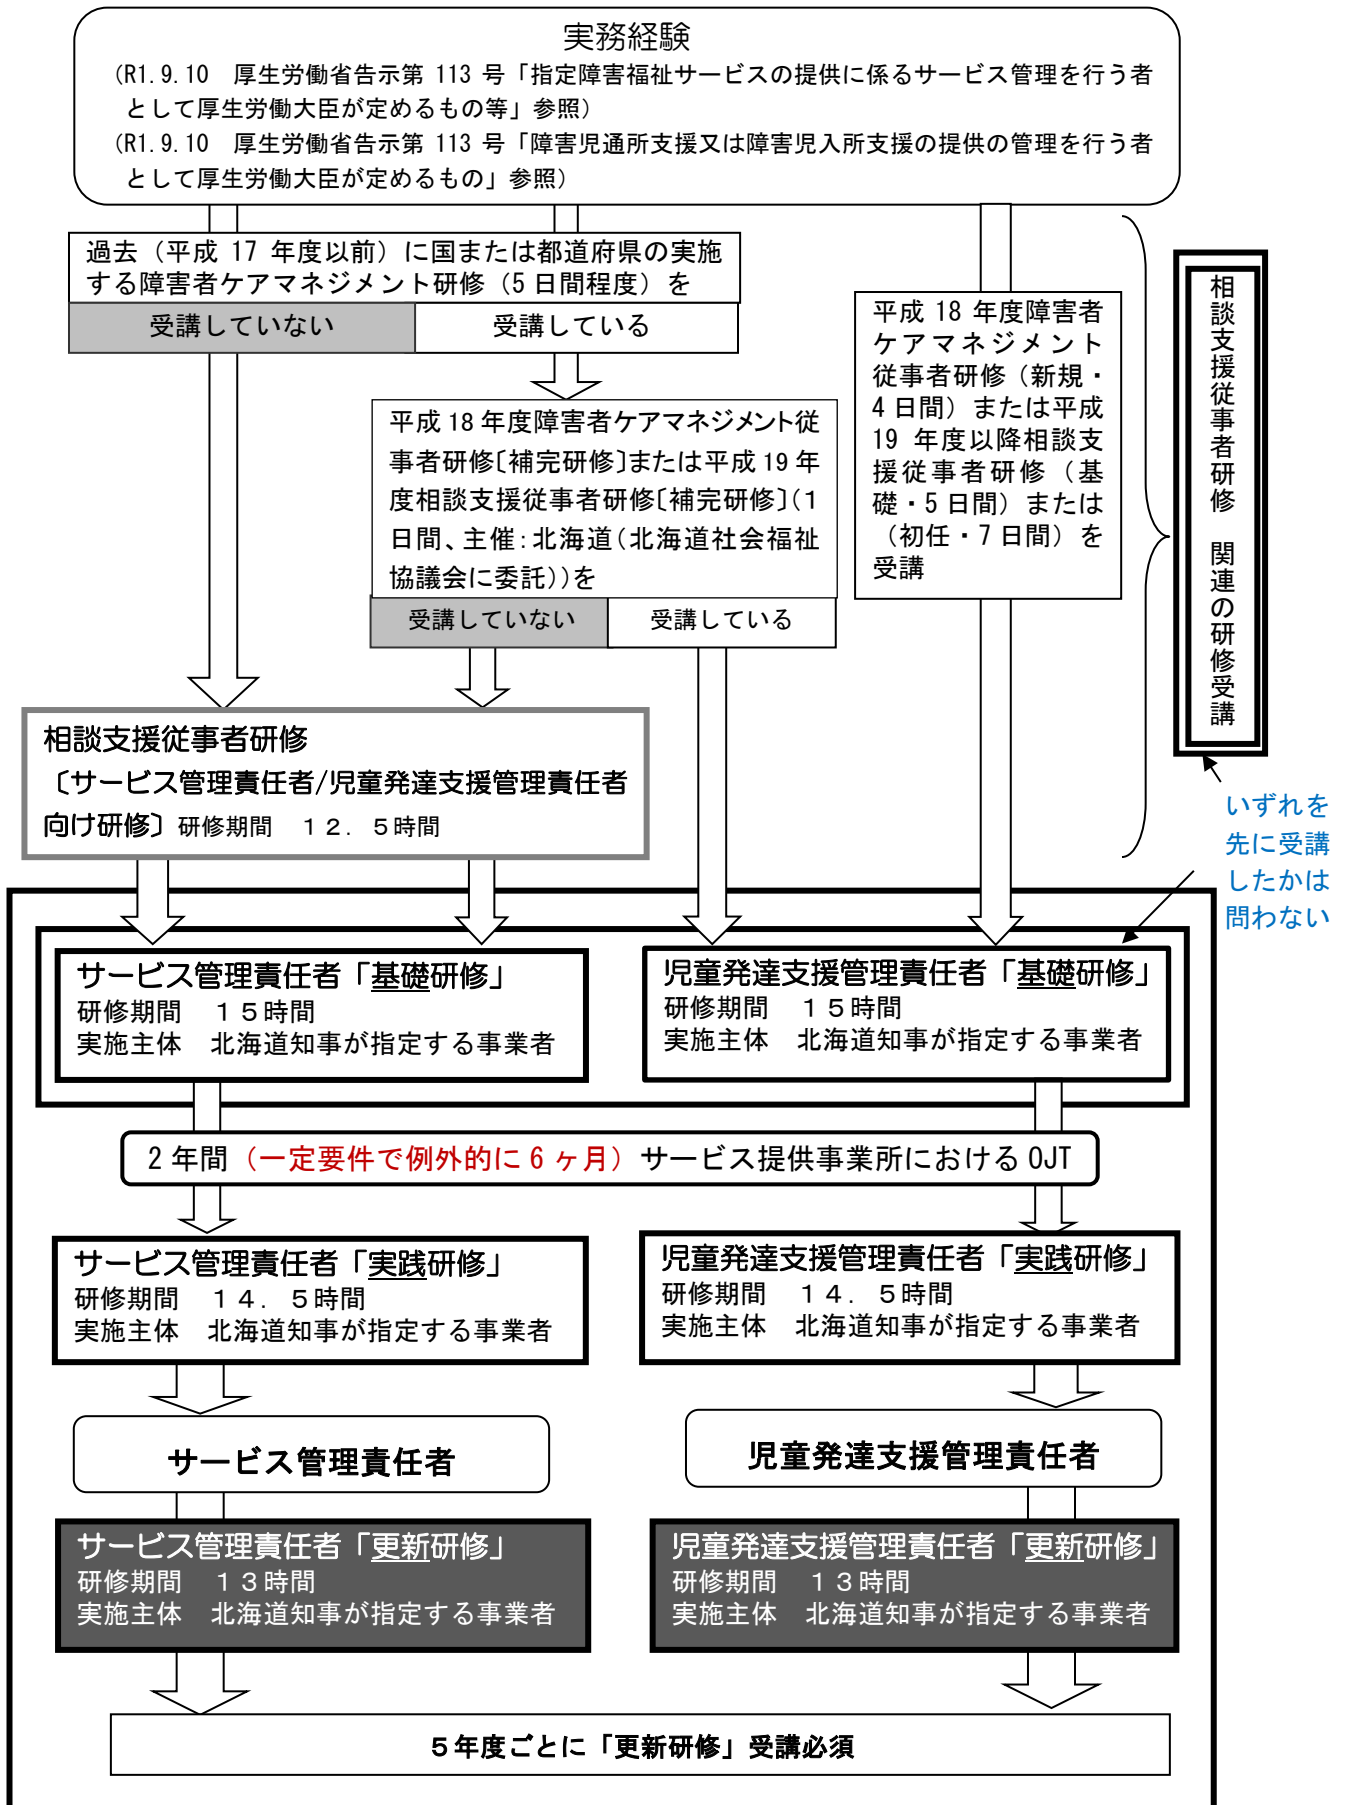 実務経験
（R1.9.10　厚生労働省告示第 113 号「指定障害福祉サービスの提供に係るサービス管理を行う者
として厚生労働大臣が定めるもの等」参照）
（R1.9.10　厚生労働省告示第 113 号「障害児通所支援又は障害児入所支援の提供の管理を行う者
として厚生労働大臣が定めるもの」参照）
過去（平成 17 年度以前）に国または都道府県の実施
する障害者ケアマネジメント研修（5 日間程度）を
受講していない
受講している
平成 18 年度障害者ケアマネジメント従
事者研修〔補完研修〕または平成 19 年
度相談支援従事者研修〔補完研修〕（１
日間、主催：北海道（北海道社会福祉
協議会に委託））を
受講していない
受講している
平成 18 年度障害者
ケアマネジメント
従事者研修（新規・
4 日間）または平成
19 年度以降相談支
援従事者研修（基
礎・5 日間）または
（初任・7 日間）を
受講
相談支援従事者研修　関連の研修受講
いずれを
先に受講
したかは
問わない
相談支援従事者研修
〔サービス管理責任者/児童発達支援管理責任者
向け研修〕研修期間　１２．５時間
サービス管理責任者「基礎研修」
研修期間　１５時間
実施主体　北海道知事が指定する事業者
児童発達支援管理責任者「基礎研修」
研修期間　１５時間
実施主体　北海道知事が指定する事業者
2 年間（一定要件で例外的に 6 ヶ月）サービス提供事業所における OJT
サービス管理責任者「実践研修」
研修期間　１４．５時間
実施主体　北海道知事が指定する事業者
児童発達支援管理責任者「実践研修」
研修期間　１４．５時間
実施主体　北海道知事が指定する事業者
サービス管理責任者
児童発達支援管理責任者
サービス管理責任者「更新研修」
研修期間　１３時間
実施主体　北海道知事が指定する事業者
児童発達支援管理責任者「更新研修」
研修期間　１３時間
実施主体　北海道知事が指定する事業者
５年度ごとに「更新研修」受講必須